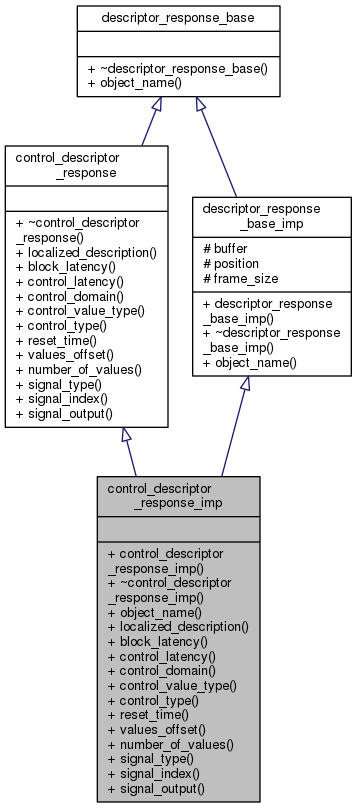 descriptor_response_base
+ ~descriptor_response_base()
+ object_name()
control_descriptor
_response
+ ~control_descriptor
_response()
+ localized_description()
+ block_latency()
+ control_latency()
+ control_domain()
+ control_value_type()
+ control_type()
+ reset_time()
+ values_offset()
+ number_of_values()
+ signal_type()
+ signal_index()
+ signal_output()
descriptor_response
_base_imp
# buffer
# position
# frame_size
+ descriptor_response
_base_imp()
+ ~descriptor_response
_base_imp()
+ object_name()
control_descriptor
_response_imp
+ control_descriptor
_response_imp()
+ ~control_descriptor
_response_imp()
+ object_name()
+ localized_description()
+ block_latency()
+ control_latency()
+ control_domain()
+ control_value_type()
+ control_type()
+ reset_time()
+ values_offset()
+ number_of_values()
+ signal_type()
+ signal_index()
+ signal_output()